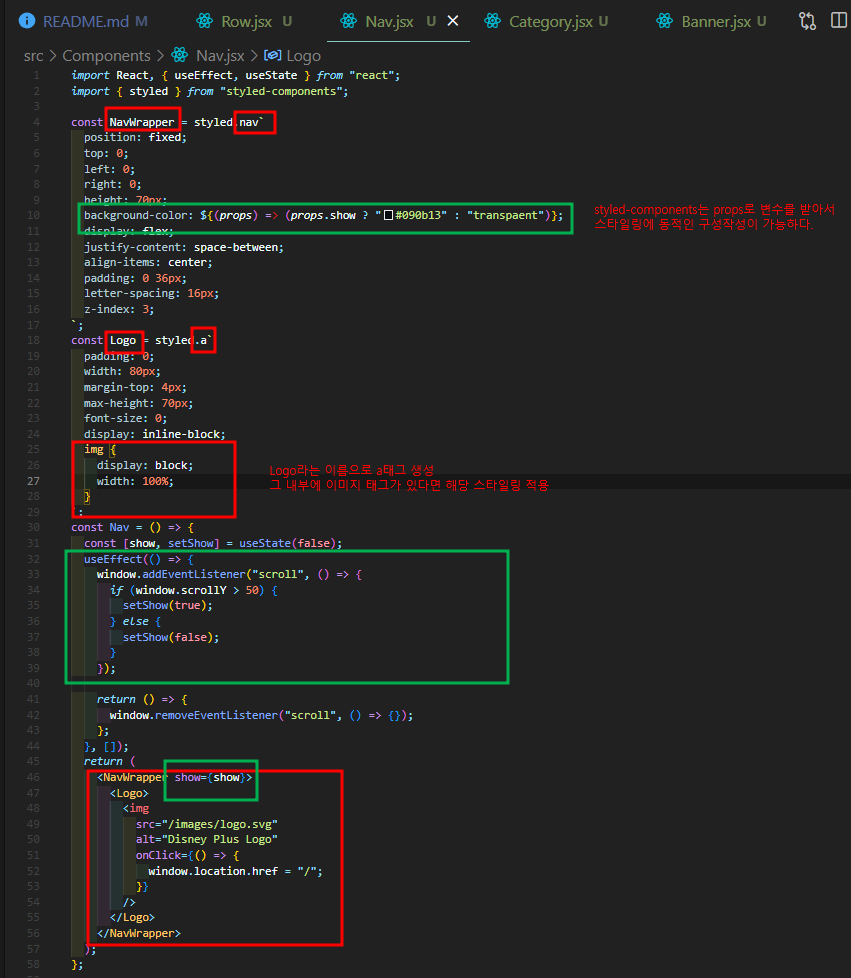 README.md M
Row.jsx U
Nav.jsx U
Category.jsx U
Banner.jsx U
src > Components > Nav.jsx > Logo
1 import React, { useEffect, useState } from "react";
2 import { styled } from "styled-components";
3
4 const NavWrapper = styled.nav`
5 position: fixed;
6 top: 0;
7 left: 0;
8 right: 0;
9 height: 70px;
10 background-color: ${(props) => (props.show ? "#090b13" : "transpaent")};
styled-components는 props로 변수를 받아서
스타일링에 동적인 구성작성이 가능하다.
11 display: flex;
12 justify-content: space-between;
13 align-items: center;
14 padding: 0 36px;
15 letter-spacing: 16px;
16 z-index: 3;
17 `;
18 const Logo = styled.a`
19 padding: 0;
20 width: 80px;
21 margin-top: 4px;
22 max-height: 70px;
23 font-size: 0;
24 display: inline-block;
25 img {
26 display: block;
27 width: 100%;
28 }
Logo라는 이름으로 a태그 생성
그 내부에 이미지 태그가 있다면 해당 스타일링 적용
29 `;
30 const Nav = () => {
31 const [show, setShow] = useState(false);
32 useEffect(() => {
33 window.addEventListener("scroll", () => {
34 if (window.scrollY > 50) {
35 setShow(true);
36 } else {
37 setShow(false);
38 }
39 });
40
41 return () => {
42 window.removeEventListener("scroll", () => {});
43 };
44 }, []);
45 return (
46 <NavWrapper show={show}>
47 <Logo>
48 <img
49 src="/images/logo.svg"
50 alt="Disney Plus Logo"
51 onClick={() => {
52 window.location.href = "/";
53 }}
54 />
55 </Logo>
56 </NavWrapper>
57 );
58 };